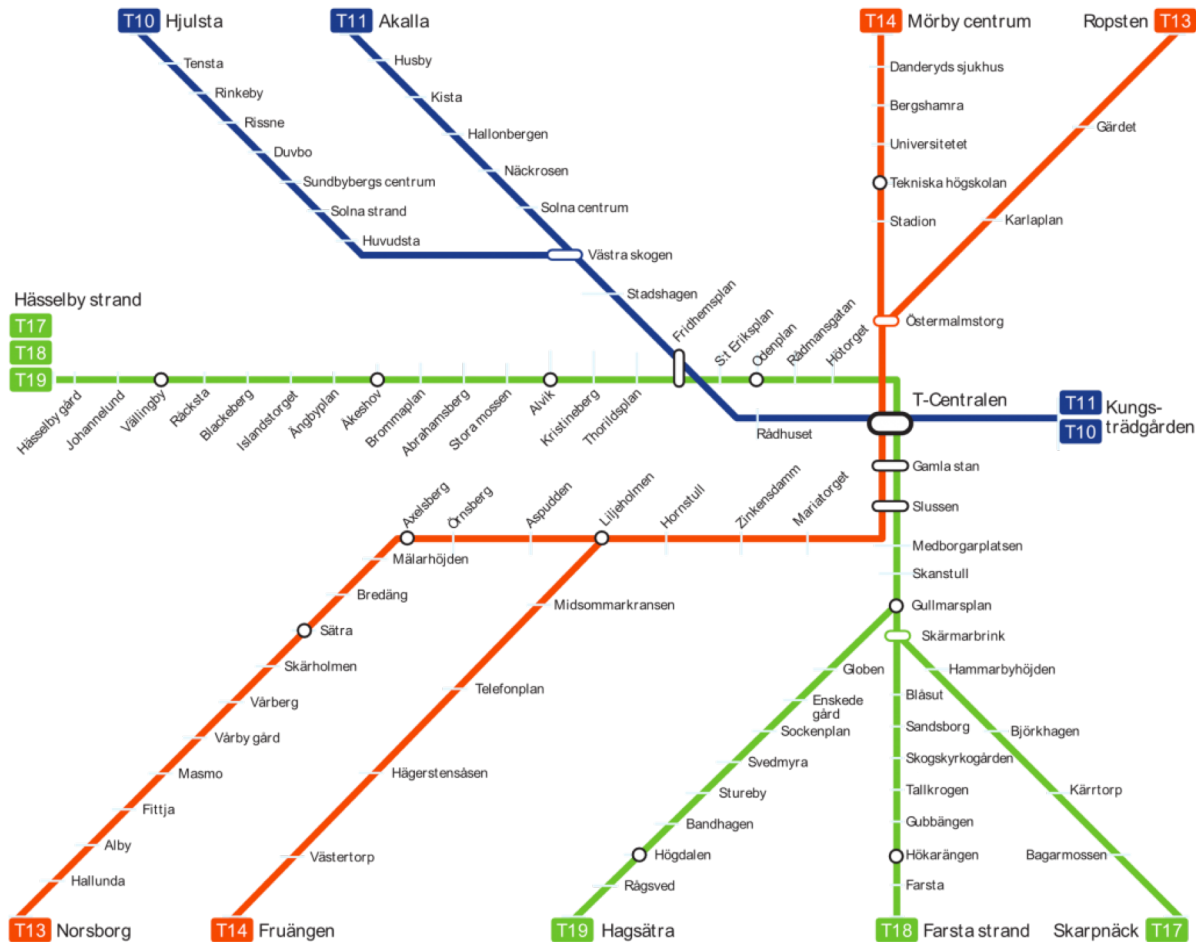 T10 Hjulsta
T11 Akalla
T14 Mörby centrum
Ropsten T13
Tensta
Rinkeby
Rissne
Duvbo
Sundbybergs centrum
Solna strand
Huvudsta
Husby
Kista
Hallonbergen
Näckrosen
Solna centrum
Västra skogen
Stadshagen
Danderyds sjukhus
Bergshamra
Universitetet
Tekniska högskolan
Stadion
Gärdet
Karlaplan
Östermalmstorg
Hässelby strand
T17
T18
T19
Hässelby gård
Johannelund
Vällingby
Råcksta
Blackeberg
Islandstorget
Ängbyplan
Åkeshov
Brommaplan
Abrahamsberg
Stora mossen
Alvik
Kristineberg
Thorildsplan
Fridhemsplan
S:t Eriksplan
Odenplan
Rådmansgatan
Hötorget
Rådhuset
T-Centralen
T11
T10
Kungs-
trädgården
Gamla stan
Slussen
Medborgarplatsen
Skanstull
Gullmarsplan
Skärmarbrink
Axelsberg
Örnsberg
Aspudden
Liljeholmen
Hornstull
Zinkensdamm
Mariatorget
Mälarhöjden
Bredäng
Sätra
Skärholmen
Vårberg
Vårby gård
Masmo
Fittja
Alby
Hallunda
Midsommarkransen
Telefonplan
Hägerstensåsen
Västertorp
Globen
Enskede
gård
Sockenplan
Svedmyra
Stureby
Bandhagen
Högdalen
Rågsved
Blåsut
Sandsborg
Skogskyrkogården
Tallkrogen
Gubbängen
Hökarängen
Farsta
Hammarbyhöjden
Björkhagen
Kärrtorp
Bagarmossen
T13 Norsborg
T14 Fruängen
T19 Hagsätra
T18 Farsta strand
Skarpnäck T17